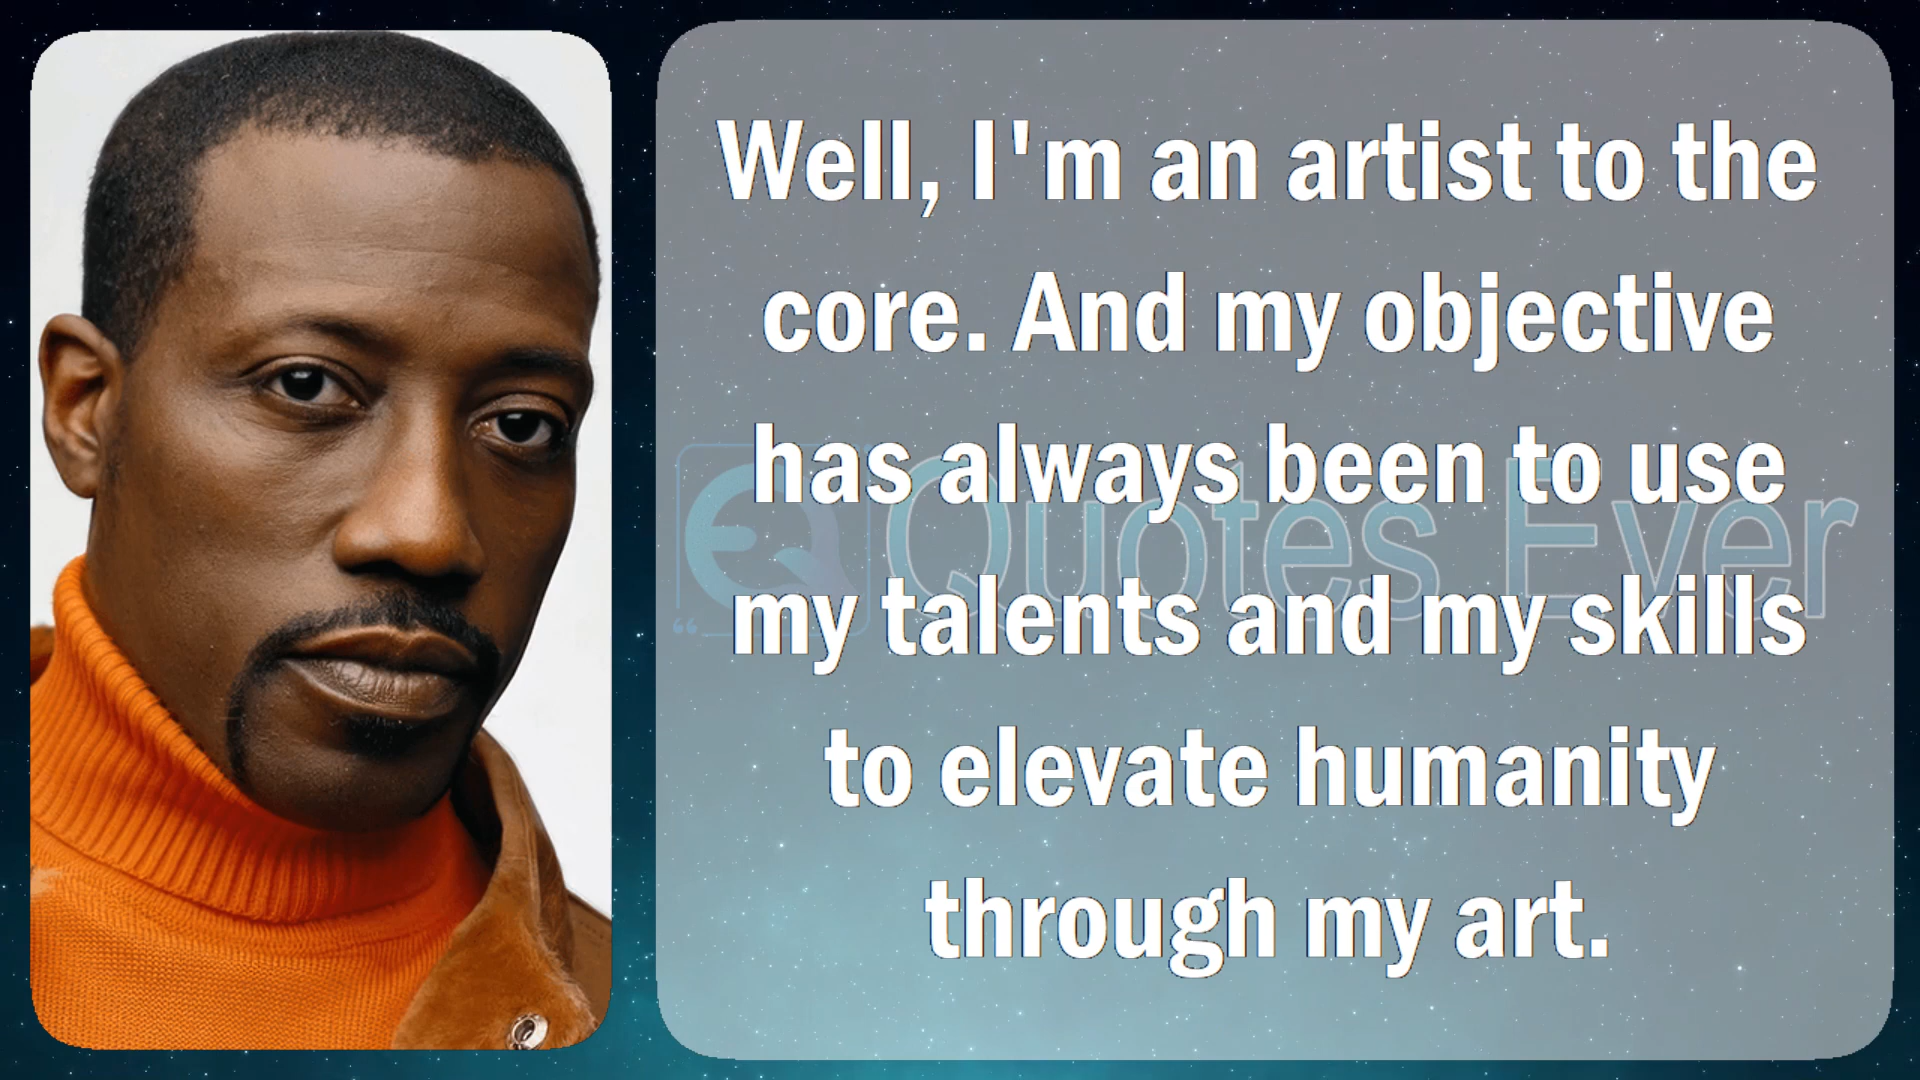 Well, I'm an artist to the
core. And my objective
has always been to use
my talents and my skills
to elevate humanity
through my art.
Quotes Ever